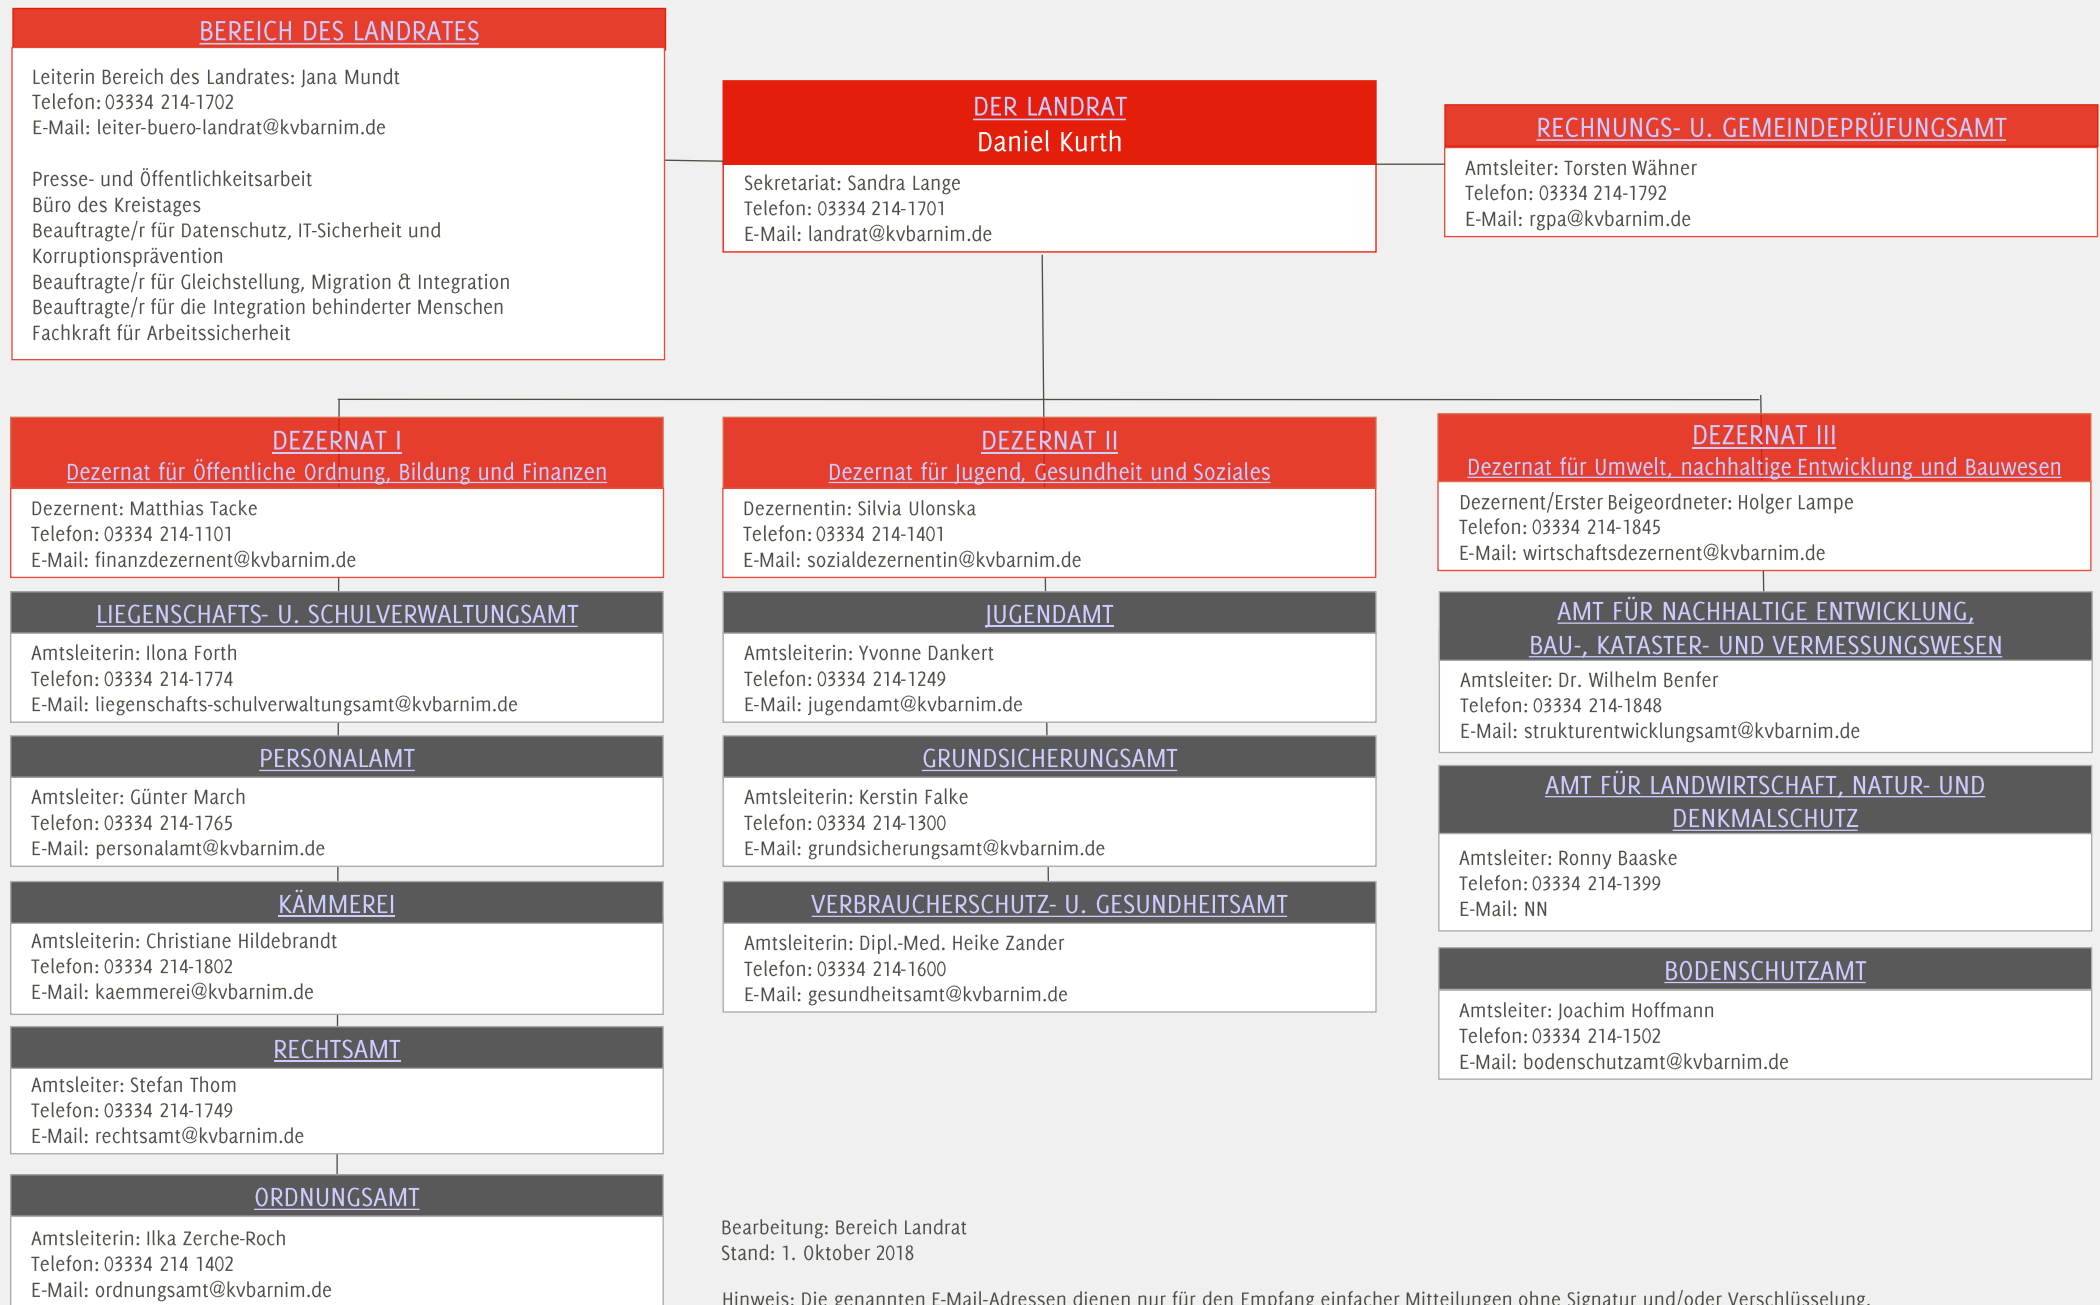 BEREICH DES LANDRATES
Leiterin Bereich des Landrates: Jana Mundt
Telefon: 03334 214-1702
E-Mail: leiter-buero-landrat@kvbarnim.de
Presse- und Öffentlichkeitsarbeit
Büro des Kreistages
Beauftragte/r für Datenschutz, IT-Sicherheit und
Korruptionsprävention
Beauftragte/r für Gleichstellung, Migration & Integration
Beauftragte/r für die Integration behinderter Menschen
Fachkraft für Arbeitssicherheit
DER LANDRAT
Daniel Kurth
Sekretariat: Sandra Lange
Telefon: 03334 214-1701
E-Mail: landrat@kvbarnim.de
RECHNUNGS- U. GEMEINDEPRÜFUNGSAMT
Amtsleiter: Torsten Wähner
Telefon: 03334 214-1792
E-Mail: rgpa@kvbarnim.de
DEZERNAT I
Dezernat für Öffentliche Ordnung, Bildung und Finanzen
Dezernent: Matthias Tacke
Telefon: 03334 214-1101
E-Mail: finanzdezernent@kvbarnim.de
LIEGENSCHAFTS- U. SCHULVERWALTUNGSAMT
Amtsleiterin: Ilona Forth
Telefon: 03334 214-1774
E-Mail: liegenschafts-schulverwaltungsamt@kvbarnim.de
PERSONALAMT
Amtsleiter: Günter March
Telefon: 03334 214-1765
E-Mail: personalamt@kvbarnim.de
KÄMMEREI
Amtsleiterin: Christiane Hildebrandt
Telefon: 03334 214-1802
E-Mail: kaemmerei@kvbarnim.de
RECHTSAMT
Amtsleiter: Stefan Thom
Telefon: 03334 214-1749
E-Mail: rechtsamt@kvbarnim.de
ORDNUNGSAMT
Amtsleiterin: Ilka Zerche-Roch
Telefon: 03334 214 1402
E-Mail: ordnungsamt@kvbarnim.de
DEZERNAT II
Dezernat für Jugend, Gesundheit und Soziales
Dezernentin: Silvia Ulonska
Telefon: 03334 214-1401
E-Mail: sozialdezernentin@kvbarnim.de
JUGENDAMT
Amtsleiterin: Yvonne Dankert
Telefon: 03334 214-1249
E-Mail: jugendamt@kvbarnim.de
GRUNDSICHERUNGSAMT
Amtsleiterin: Kerstin Falke
Telefon: 03334 214-1300
E-Mail: grundsicherungsamt@kvbarnim.de
VERBRAUCHERSCHUTZ- U. GESUNDHEITSAMT
Amtsleiterin: Dipl.-Med. Heike Zander
Telefon: 03334 214-1600
E-Mail: gesundheitsamt@kvbarnim.de
DEZERNAT III
Dezernat für Umwelt, nachhaltige Entwicklung und Bauwesen
Dezernent/Erster Beigeordneter: Holger Lampe
Telefon: 03334 214-1845
E-Mail: wirtschaftsdezernent@kvbarnim.de
AMT FÜR NACHHALTIGE ENTWICKLUNG,
BAU-, KATASTER- UND VERMESSUNGSWESEN
Amtsleiter: Dr. Wilhelm Benfer
Telefon: 03334 214-1848
E-Mail: strukturentwicklungsamt@kvbarnim.de
AMT FÜR LANDWIRTSCHAFT, NATUR- UND
DENKMALSCHUTZ
Amtsleiter: Ronny Baaske
Telefon: 03334 214-1399
E-Mail: NN
BODENSCHUTZAMT
Amtsleiter: Joachim Hoffmann
Telefon: 03334 214-1502
E-Mail: bodenschutzamt@kvbarnim.de
Bearbeitung: Bereich Landrat
Stand: 1. Oktober 2018
Hinweis: Die genannten E-Mail-Adressen dienen nur für den Empfang einfacher Mitteilungen ohne Signatur und/oder Verschlüsselung.